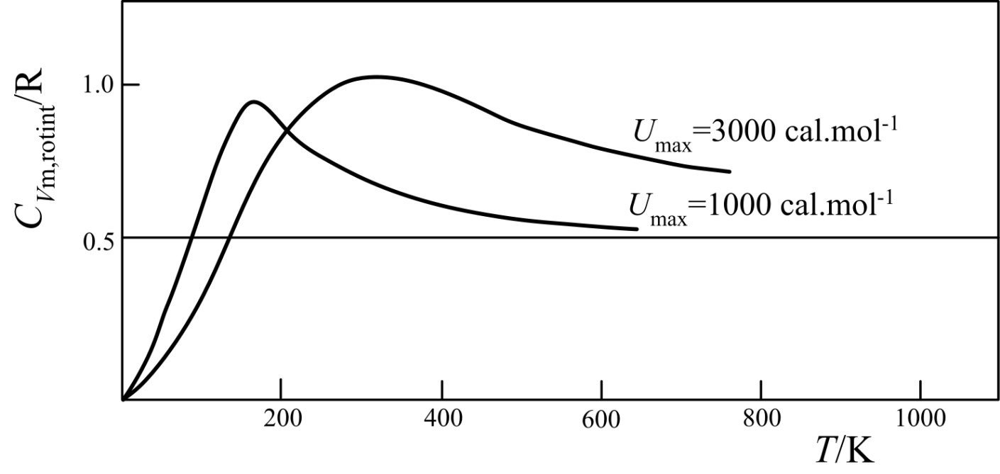 C_Vm,rotint/R
1.0
U_max=3000 cal.mol^-1
U_max=1000 cal.mol^-1
0.5
200 400 600 800 1000
T/K